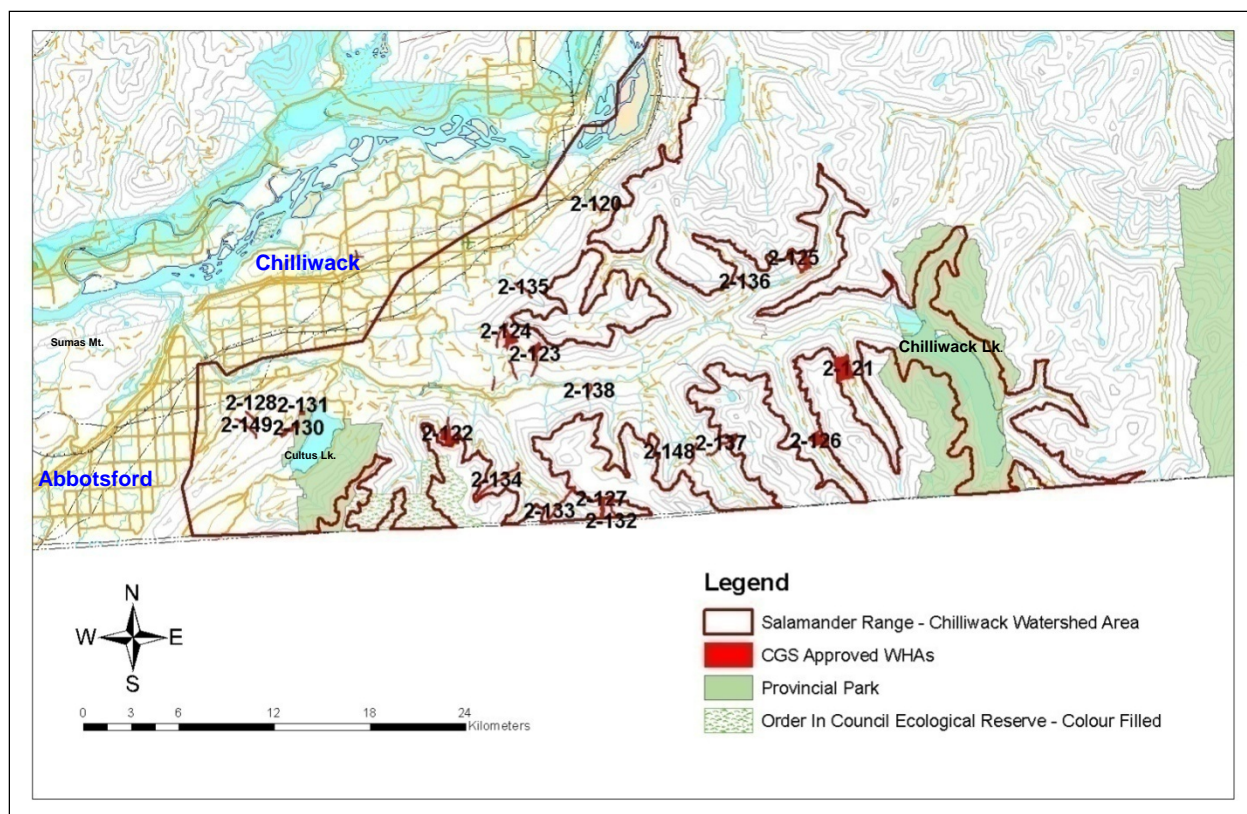 2-120
Chilliwack
2-125
2-136
2-135
2-124
Sumas Mt.
2-123
Chilliwack Lk.
2-121
2-138
2-128 2-131
2-149 2-130
2-122
2-126
2-137
2-148
Cultus Lk.
Abbotsford
2-134
2-127
2-133
2-132
N
W E
S
0 3 6 12 18 24
Kilometers
Legend
Salamander Range - Chilliwack Watershed Area
CGS Approved WHAs
Provincial Park
Order In Council Ecological Reserve - Colour Filled